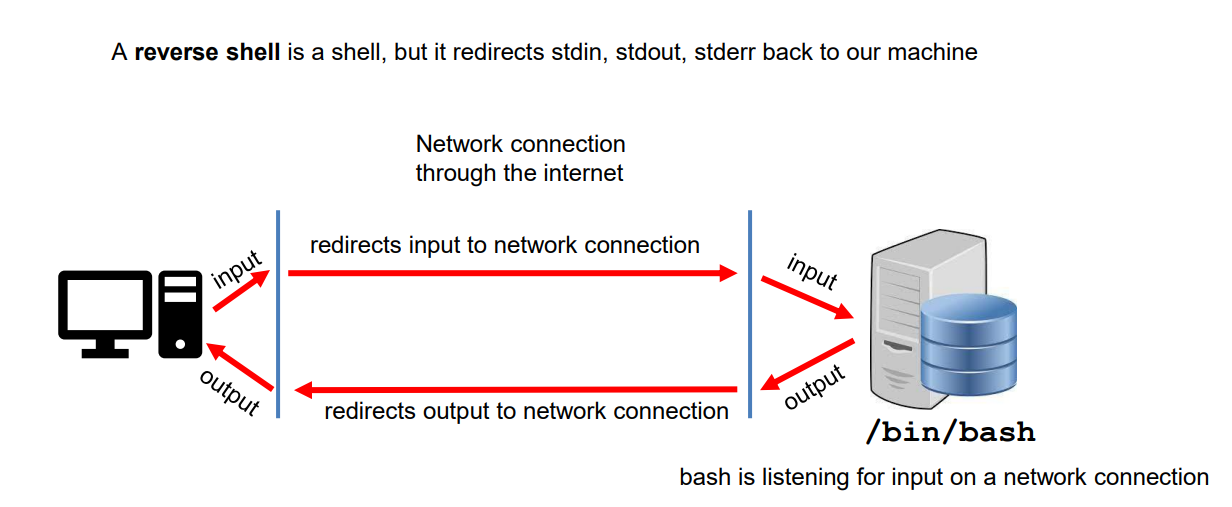 A reverse shell is a shell, but it redirects stdin, stdout, stderr back to our machine
Network connection
through the internet
redirects input to network connection
input
input
output
redirects output to network connection
output
/bin/bash
bash is listening for input on a network connection